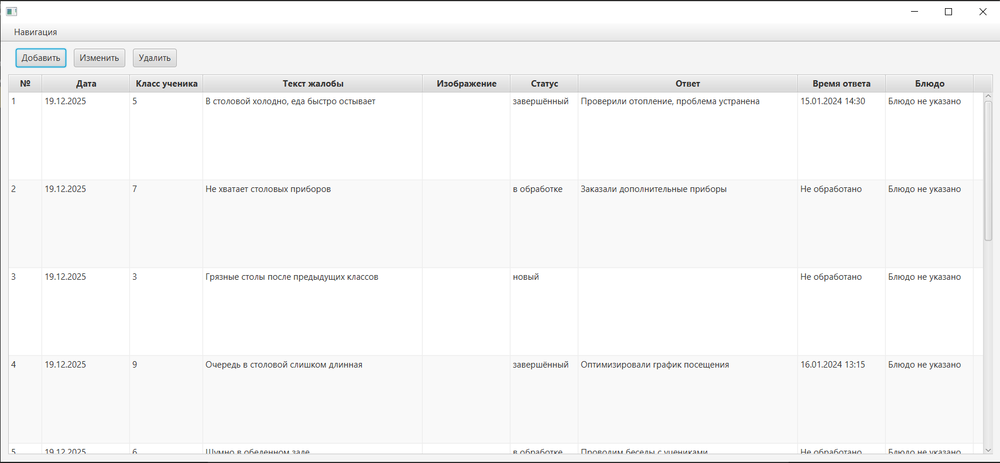 Навигация
Добавить Изменить Удалить
№ Дата Класс ученика Текст жалобы Изображение Статус Ответ Время ответа Блюдо
1 19.12.2025 5 В столовой холодно, еда быстро остывает завершённый Проверили отопление, проблема устранена 15.01.2024 14:30 Блюдо не указано
2 19.12.2025 7 Не хватает столовых приборов в обработке Заказали дополнительные приборы Не обработано Блюдо не указано
3 19.12.2025 3 Грязные столы после предыдущих классов новый Не обработано Блюдо не указано
4 19.12.2025 9 Очередь в столовой слишком длинная завершённый Оптимизировали график посещения 16.01.2024 13:15 Блюдо не указано
5 19.12.2025 6 Шумно в обеденном зале в обработке Проводим беседы с учениками Не обработано Блюдо не указано